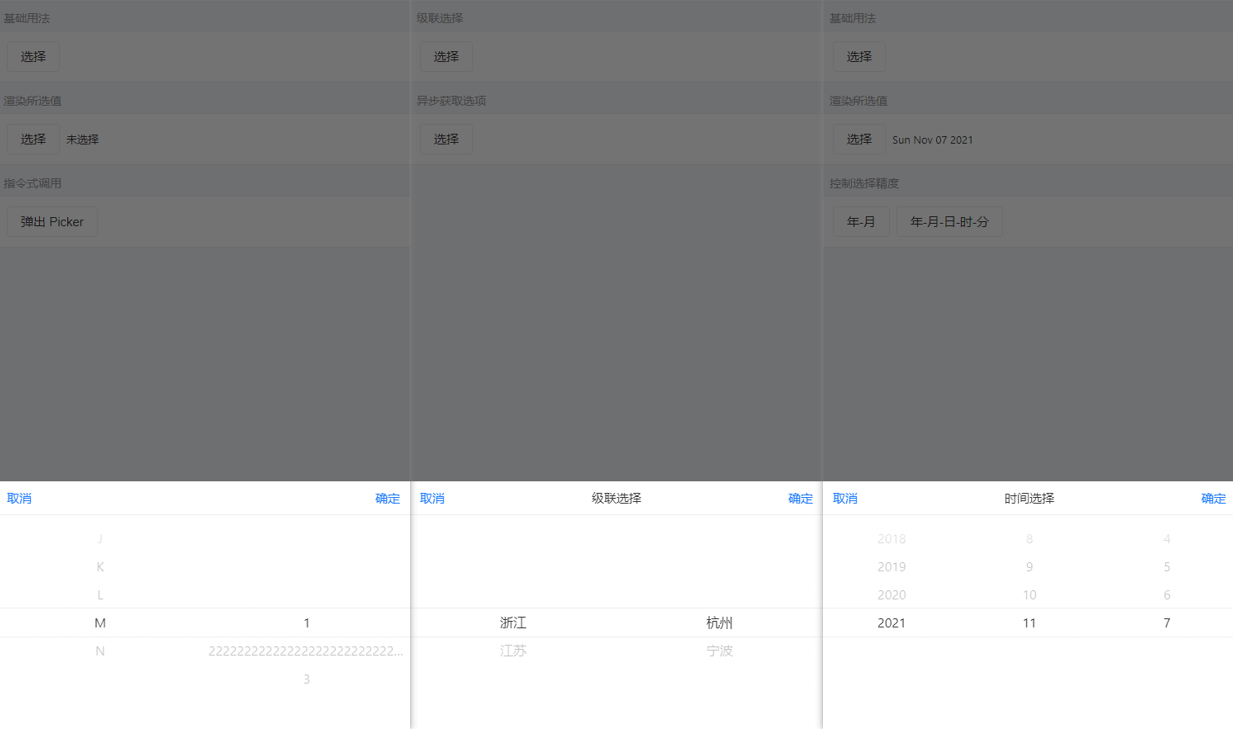 基础用法
选择
渲染所选值
选择 未选择
指令式调用
弹出 Picker
取消 确定
J
K
L
M 1
N 22222222222222222222222222...
3
级联选择
选择
异步获取选项
选择
取消 级联选择 确定
浙江 杭州
江苏 宁波
基础用法
选择
渲染所选值
选择 Sun Nov 07 2021
控制选择精度
年-月 年-月-日-时-分
取消 时间选择 确定
2018 8 4
2019 9 5
2020 10 6
2021 11 7